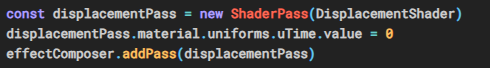 const displacementPass = new ShaderPass(DisplacementShader)
displacementPass.material.uniforms.uTime.value = 0
effectComposer.addPass(displacementPass)